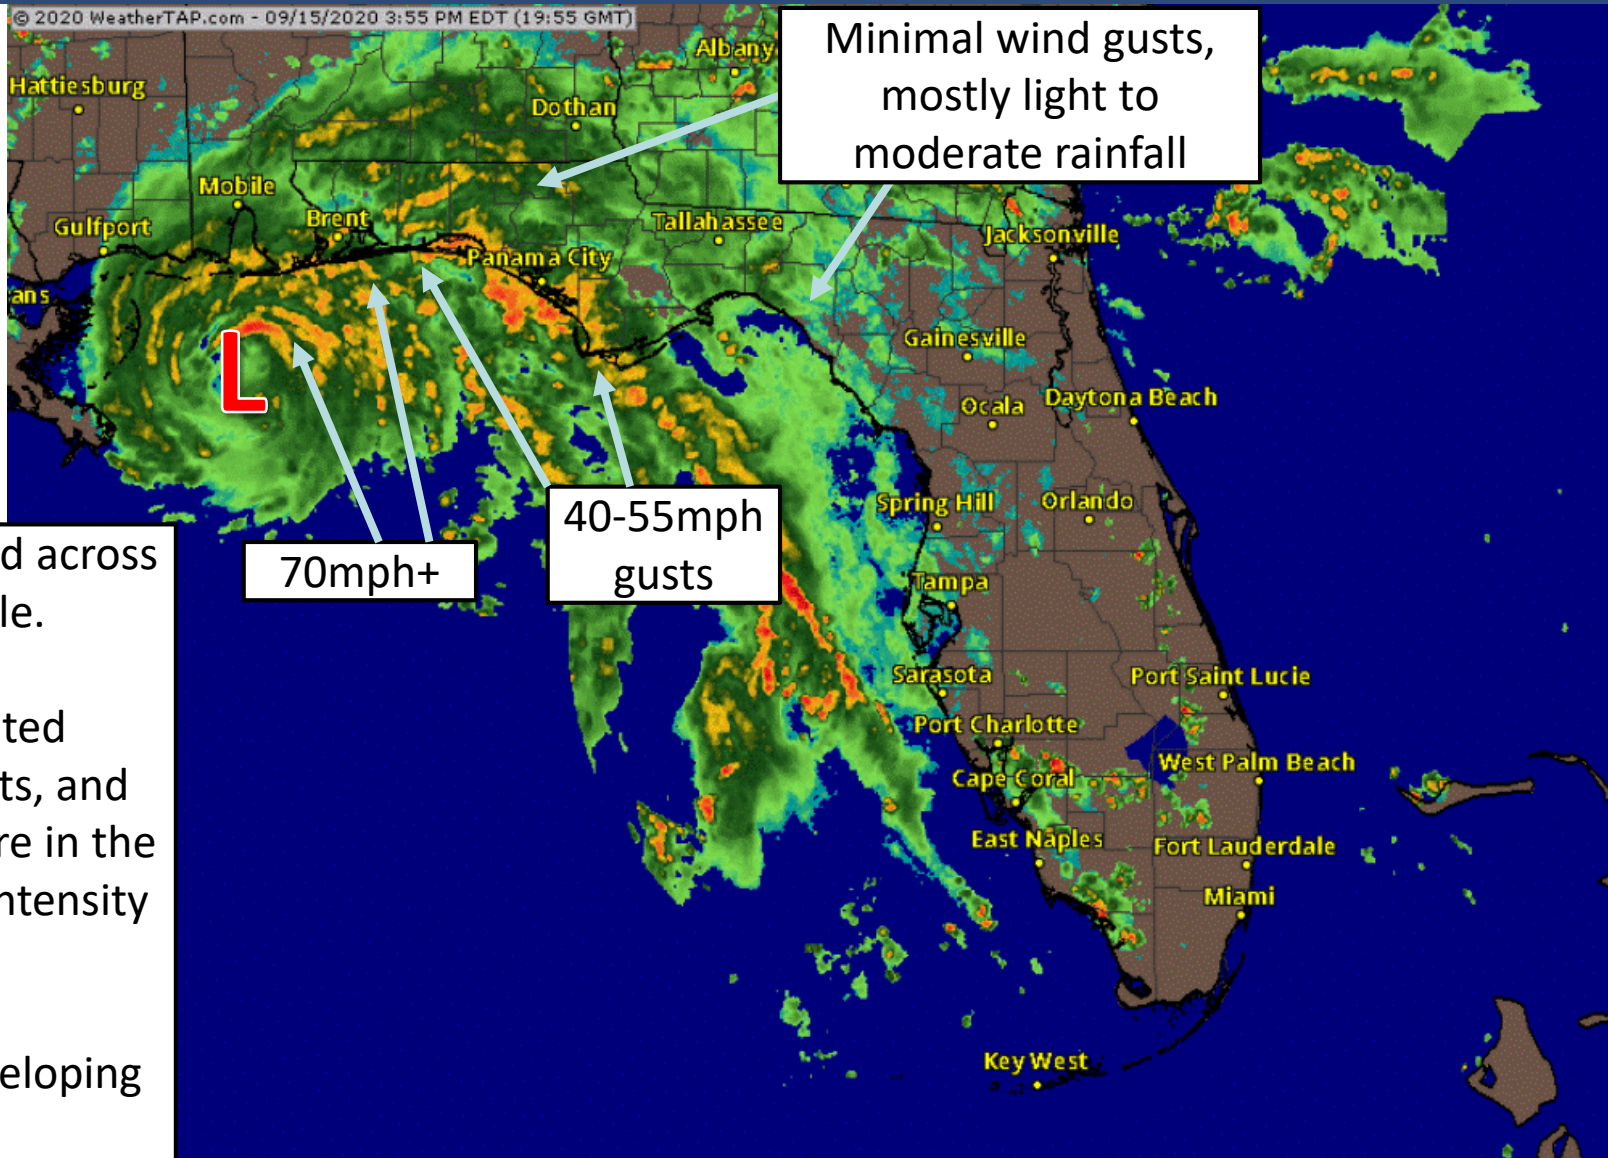 © 2020 WeatherTAP.com - 09/15/2020 3:55 PM EDT (19:55 GMT)
Minimal wind gusts,
mostly light to
moderate rainfall
Albany
Hattiesburg
Dothan
Mobile
Brent
Gulfport
Tallahassee
Jacksonville
Panama City
ans
Gainesville
L
Ocala
Daytona Beach
Spring Hill
Orlando
40-55mph
gusts
70mph+
d across
le.
ted
ts, and
re in the
ntensity
eloping
Tampa
Sarasota
Port Saint Lucie
Port Charlotte
West Palm Beach
Cape Coral
East Naples
Fort Lauderdale
Miami
Key West